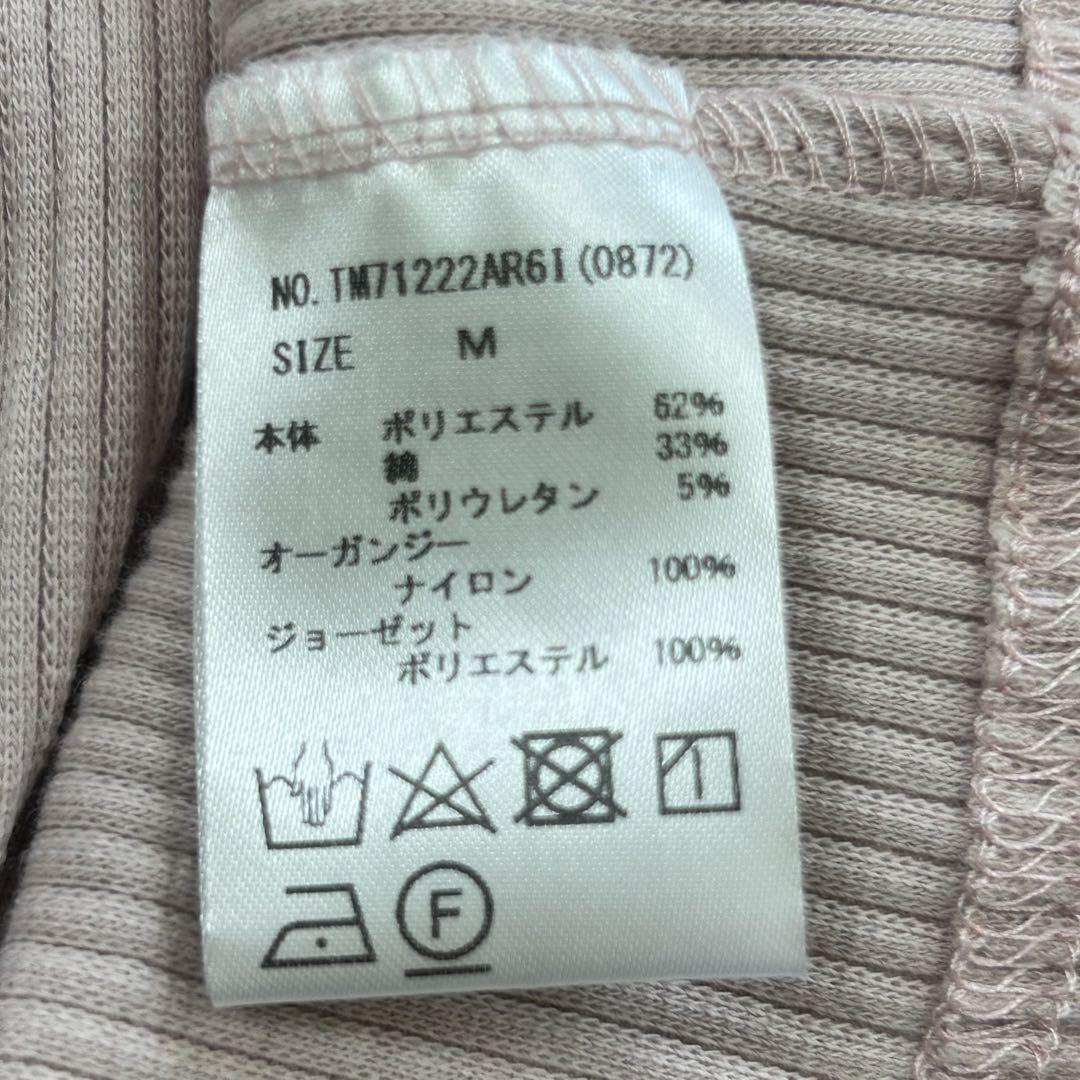 NO.TM71222AR6I(0872)
SIZE M
本体 ポリエステル 62%
綿 33%
ポリウレタン 5%
オーガンジー
ナイロン 100%
ジョーゼット
ポリエステル 100%
F